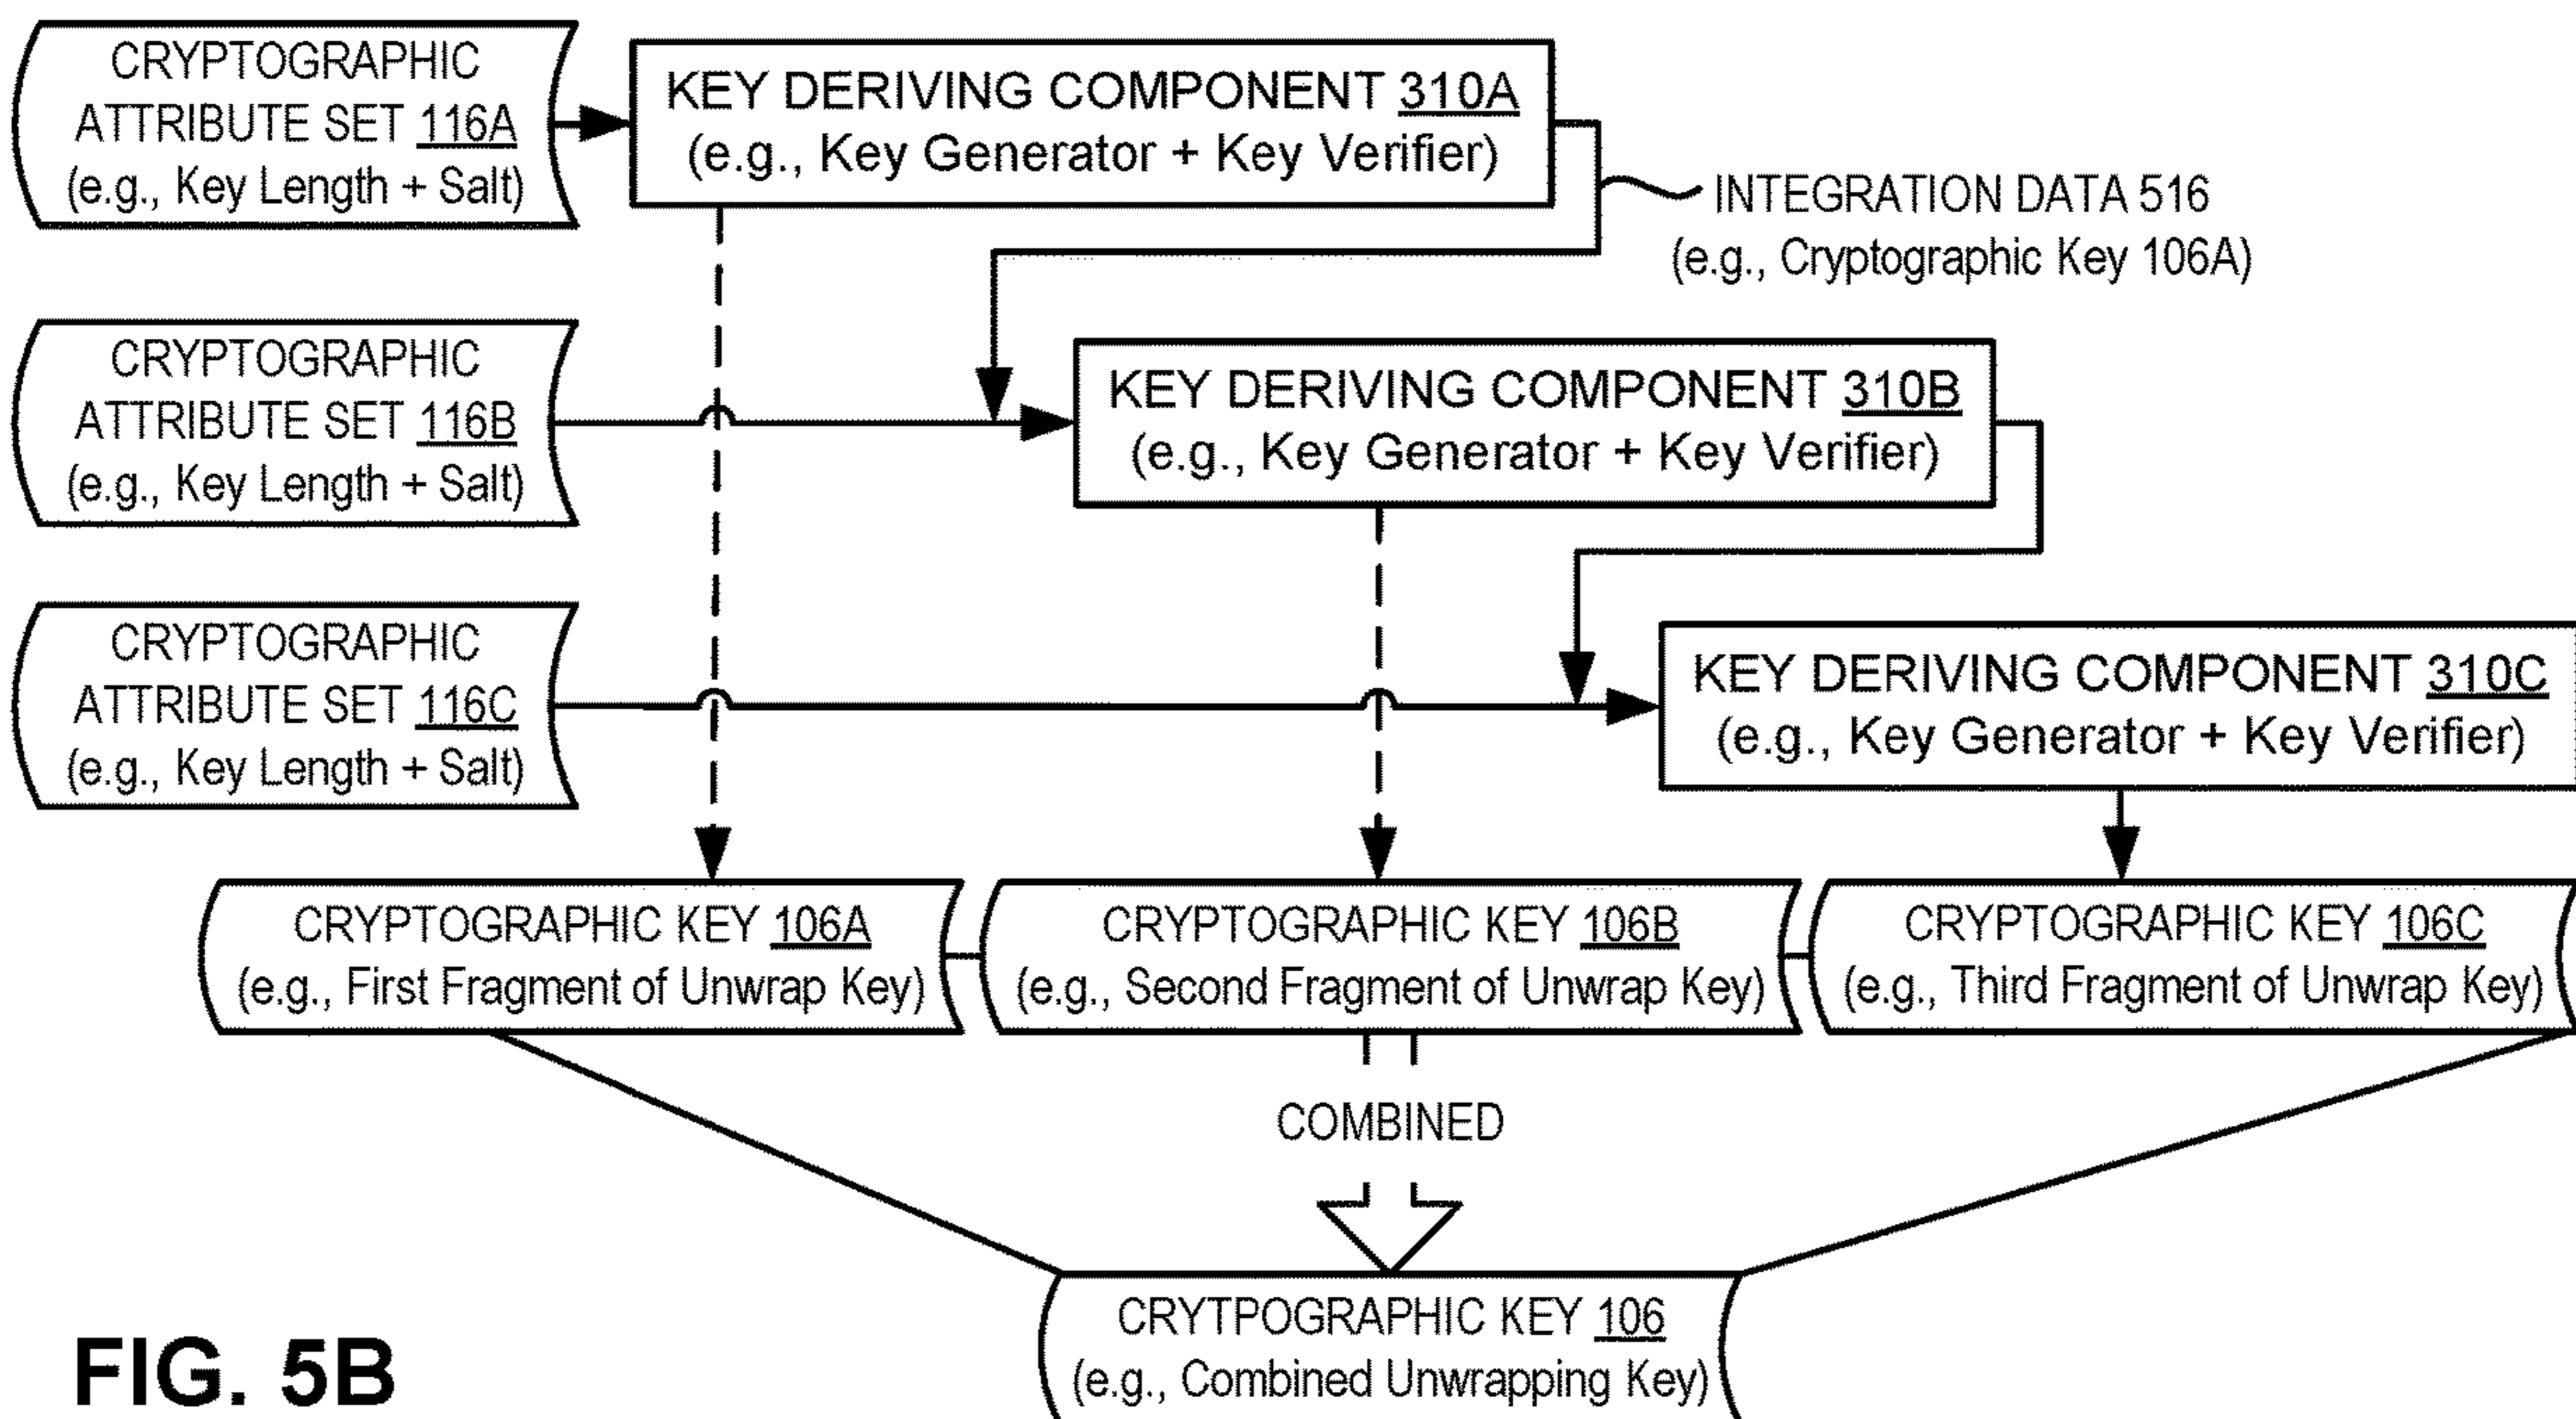 CRYPTOGRAPHIC
ATTRIBUTE SET 116A
(e.g., Key Length + Salt)
KEY DERIVING COMPONENT 310A
(e.g., Key Generator + Key Verifier)
INTEGRATION DATA 516
(e.g., Cryptographic Key 106A)
CRYPTOGRAPHIC
ATTRIBUTE SET 116B
(e.g., Key Length + Salt)
KEY DERIVING COMPONENT 310B
(e.g., Key Generator + Key Verifier)
CRYPTOGRAPHIC
ATTRIBUTE SET 116C
(e.g., Key Length + Salt)
KEY DERIVING COMPONENT 310C
(e.g., Key Generator + Key Verifier)
CRYPTOGRAPHIC KEY 106A
(e.g., First Fragment of Unwrap Key)
CRYPTOGRAPHIC KEY 106B
(e.g., Second Fragment of Unwrap Key)
CRYPTOGRAPHIC KEY 106C
(e.g., Third Fragment of Unwrap Key)
COMBINED
CRYTPOGRAPHIC KEY 106
(e.g., Combined Unwrapping Key)
FIG. 5B